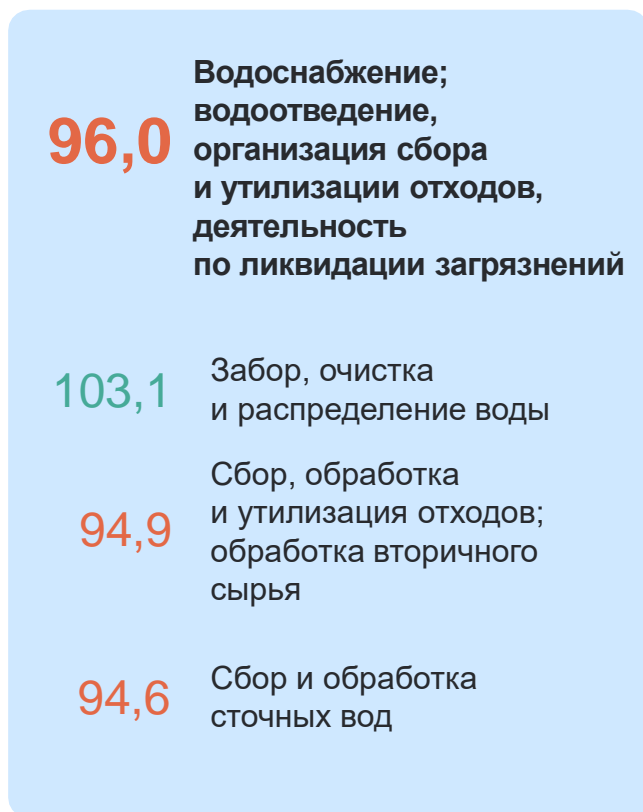 96,0
Водоснабжение;
водоотведение,
организация сбора
и утилизации отходов,
деятельность
по ликвидации загрязнений
103,1
Забор, очистка
и распределение воды
94,9
Сбор, обработка
и утилизация отходов;
обработка вторичного
сырья
94,6
Сбор и обработка
сточных вод